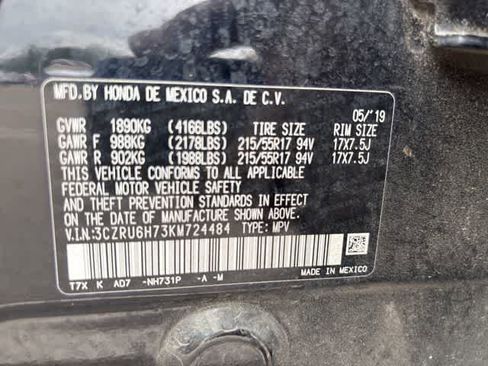 MFD.BY HONDA DE MEXICO S.A. DE C.V.
05/'19
GVWR 1890KG (4166LBS) TIRE SIZE RIM SIZE
GAWR F 988KG (2178LBS) 215/55R17 94V 17X7.5J
GAWR R 902KG (1988LBS) 215/55R17 94V 17X7.5J
THIS VEHICLE CONFORMS TO ALL APPLICABLE
FEDERAL MOTOR VEHICLE SAFETY
AND THEFT PREVENTION STANDARDS IN EFFECT
ON THE DATE OF MANUFACTURE SHOWN ABOVE.
V.I.N:3CZRU6H73KM724484 TYPE: MPV
MADE IN MEXICO
T7X K AD7 -NH731P -A -M